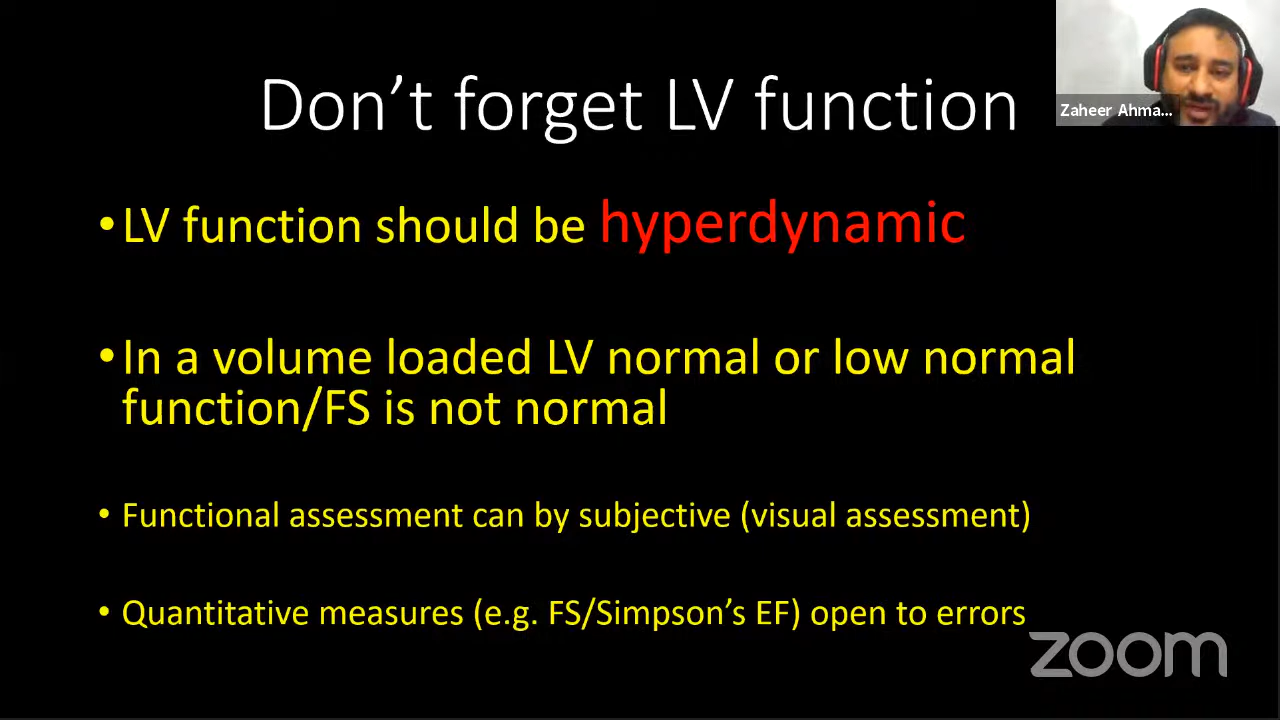 Don't forget LV function
Zaheer Ahma...
•LV function should be hyperdynamic
•In a volume loaded LV normal or low normal
function/FS is not normal
• Functional assessment can by subjective (visual assessment)
• Quantitative measures (e.g. FS/Simpson's EF) open to errors
zoom